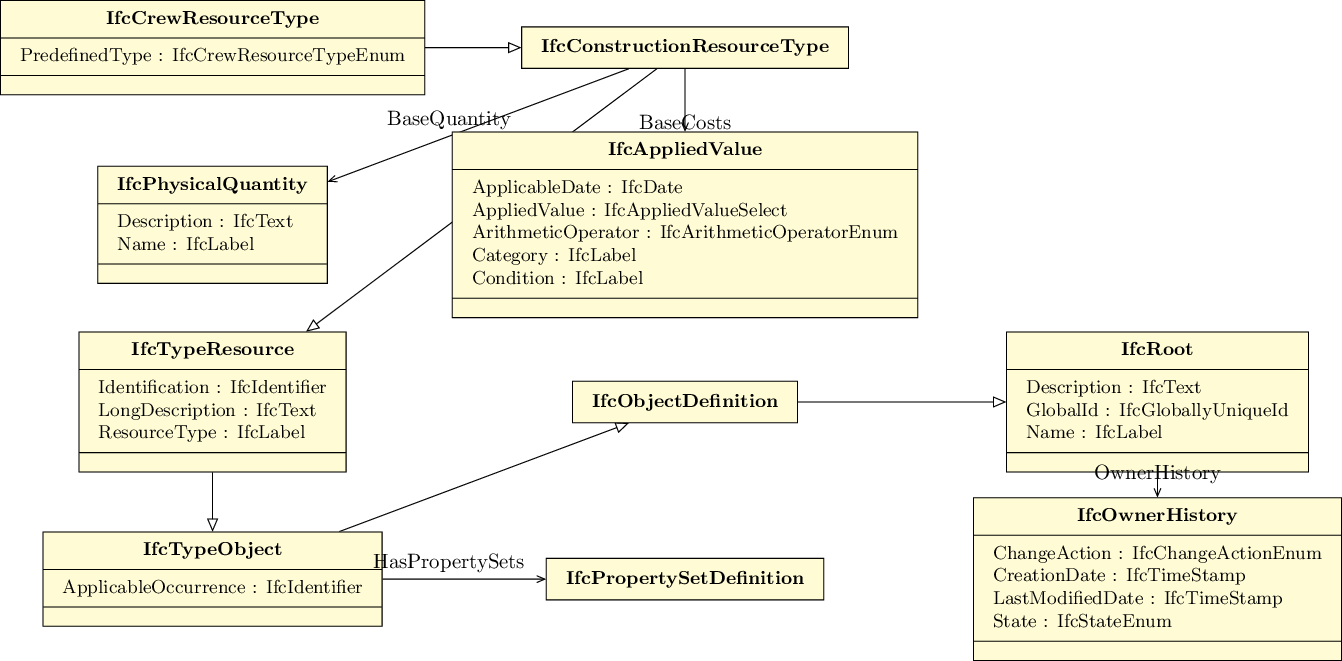 IfcCrewResourceType
PredefinedType : IfcCrewResourceTypeEnum
IfcConstructionResourceType
BaseQuantity
BaseCosts
IfcAppliedValue
ApplicableDate : IfcDate
AppliedValue : IfcAppliedValueSelect
ArithmeticOperator : IfcArithmeticOperatorEnum
Category : IfcLabel
Condition : IfcLabel
IfcPhysicalQuantity
Description : IfcText
Name : IfcLabel
IfcTypeResource
Identification : IfcIdentifier
LongDescription : IfcText
ResourceType : IfcLabel
IfcObjectDefinition
IfcRoot
Description : IfcText
GlobalId : IfcGloballyUniqueId
Name : IfcLabel
OwnerHistory
IfcTypeObject
ApplicableOccurrence : IfcIdentifier
HasPropertySets
IfcPropertySetDefinition
IfcOwnerHistory
ChangeAction : IfcChangeActionEnum
CreationDate : IfcTimeStamp
LastModifiedDate : IfcTimeStamp
State : IfcStateEnum